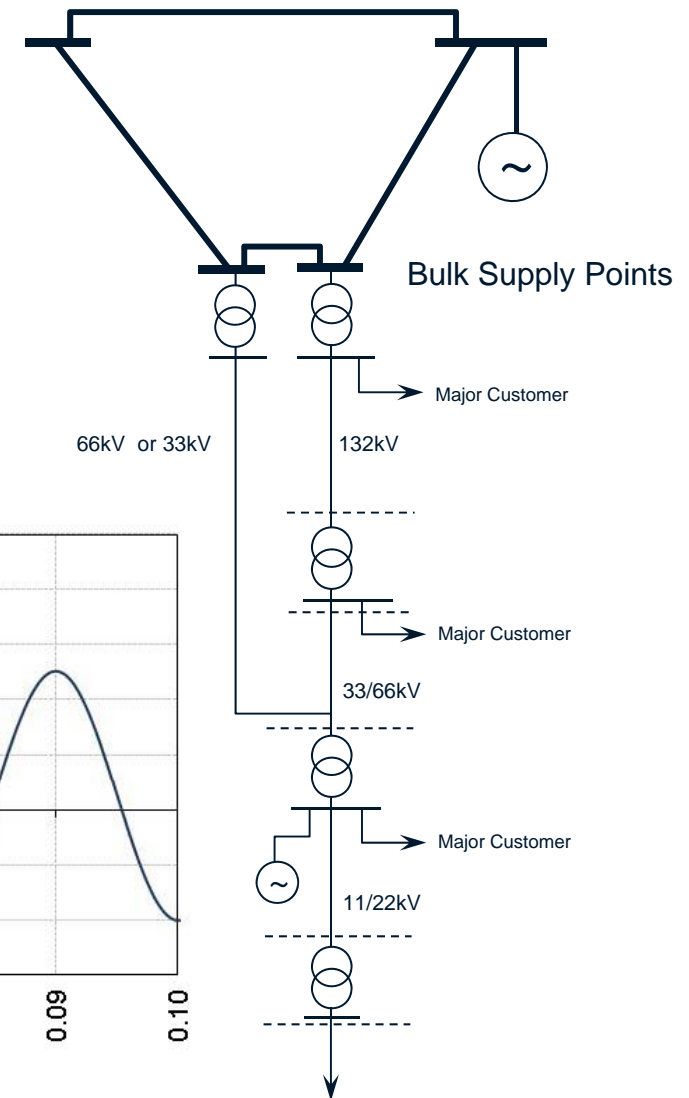 ~
Bulk Supply Points
Major Customer
66kV or 33kV
132kV
Major Customer
33/66kV
Major Customer
~
11/22kV
0.09
0.10